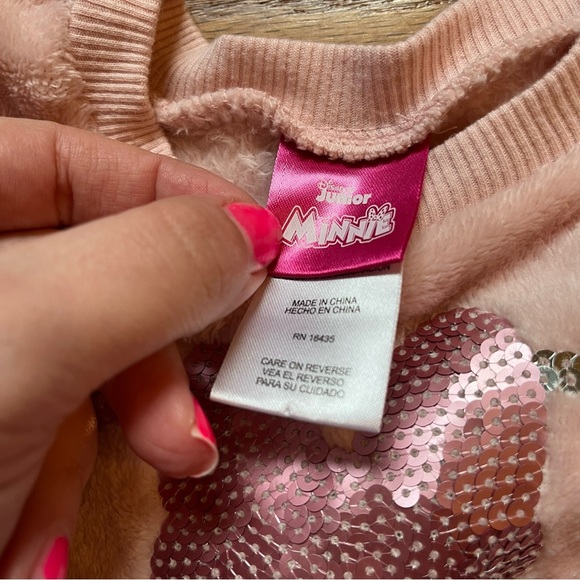 Disney
Junior
MINNIE
MADE IN CHINA
HECHO EN CHINA
RN 16435
CARE ON REVERSE
VEA EL REVERSO
PARA SU CUIDADO